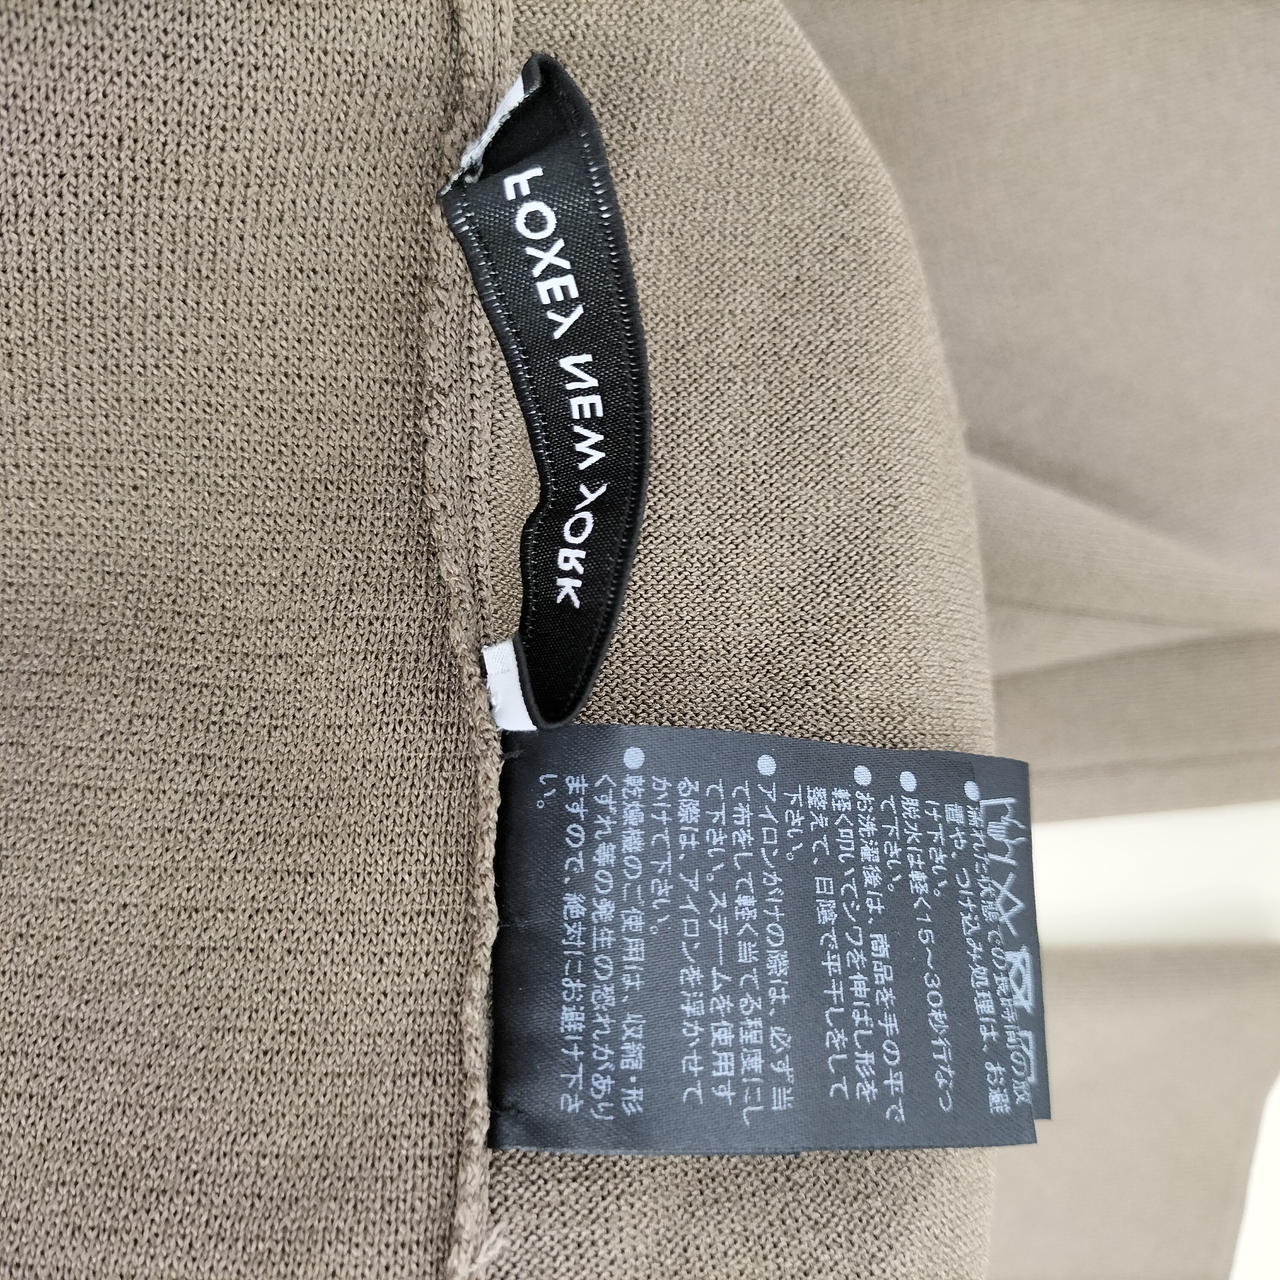 FOXEY NEW YORK
●濡れた状態での長時間の放
置や、つけ込み処理は、お避
け下さい。
●脱水は軽く15〜30秒行なっ
て下さい。
●お洗濯後は、商品を手の平で
軽く叩いてシワを伸ばし形を
整えて、日陰で平干しをして
下さい。
●アイロンがけの際は、必ず当
て布をして軽く当てる程度にし
て下さい。スチームを使用す
る際は、アイロンを浮かせて
かけて下さい。
●乾燥機のご使用は、収縮・形
くずれ等の発生の恐れがあり
ますので、絶対にお避け下さ
い。